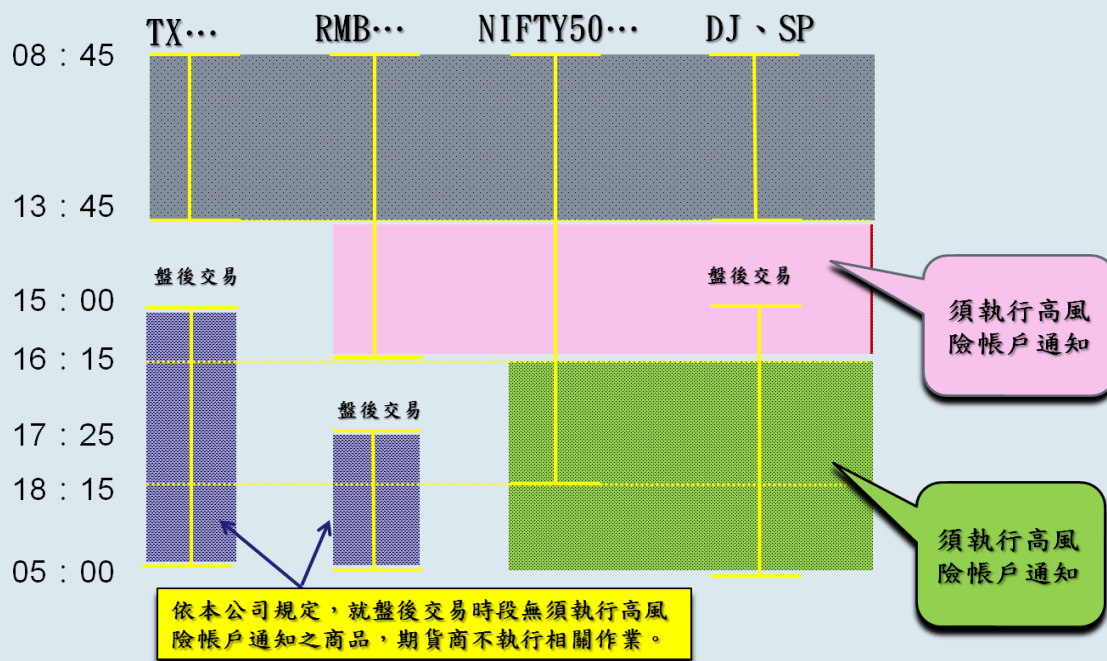 TX…
RMB…
NIFTY50…
DJ、SP
08：45
13：45
盤後交易
盤後交易
15：00
須執行高風
險帳戶通知
16：15
盤後交易
17：25
18：15
須執行高風
險帳戶通知
05：00
依本公司規定，就盤後交易時段無須執行高風
險帳戶通知之商品，期貨商不執行相關作業。